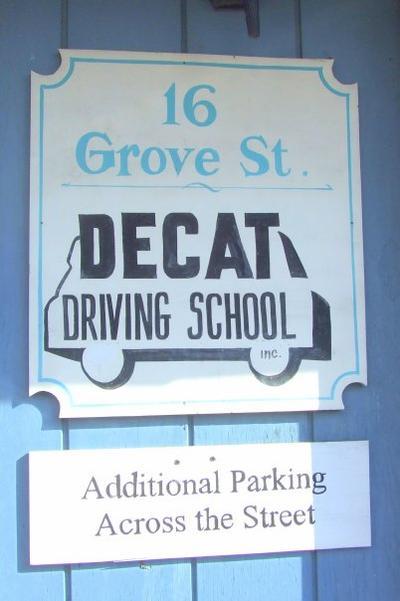 16
Grove St.
DECAT
DRIVING SCHOOL
inc.
Additional Parking
Across the Street